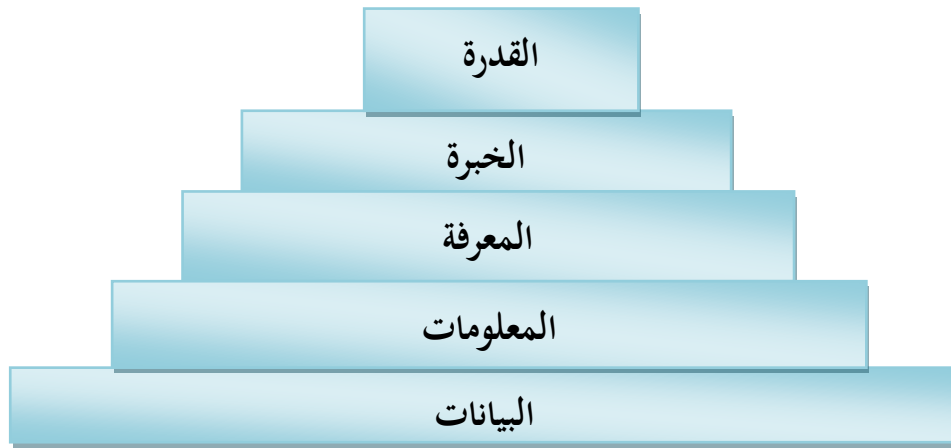 القدرة
الخبرة
المعرفة
المعلومات
البيانات